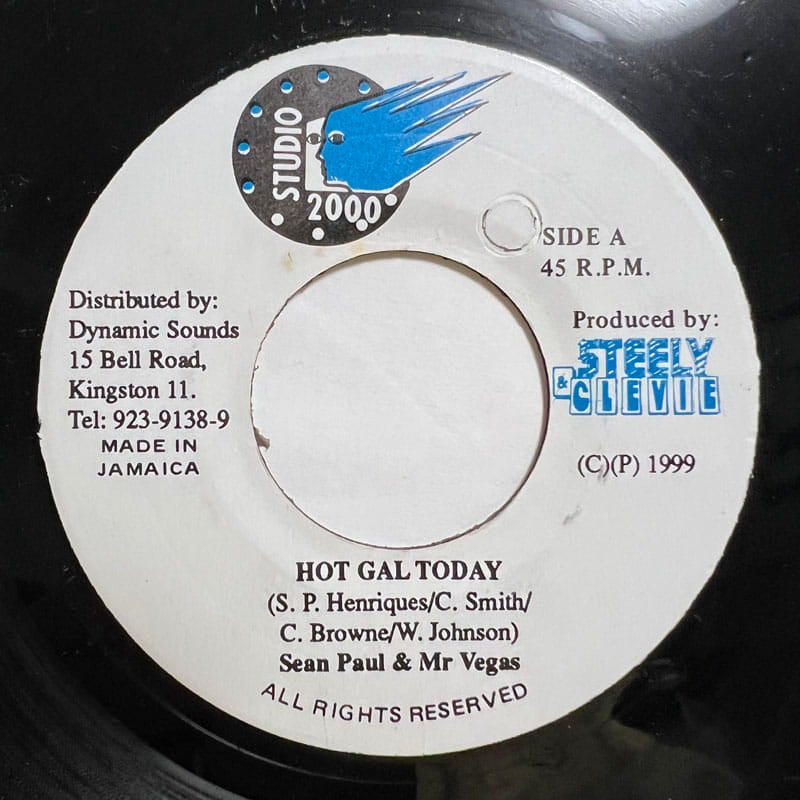 STUDIO
2000
SIDE A
45 R.P.M.
Distributed by:
Dynamic Sounds
15 Bell Road,
Kingston 11.
Tel: 923-9138-9
MADE IN
JAMAICA
Produced by:
STEELY
& CLEVIE
(C)(P) 1999
HOT GAL TODAY
(S. P. Henriques/C. Smith/
C. Browne/W. Johnson)
Sean Paul & Mr Vegas
ALL RIGHTS RESERVED